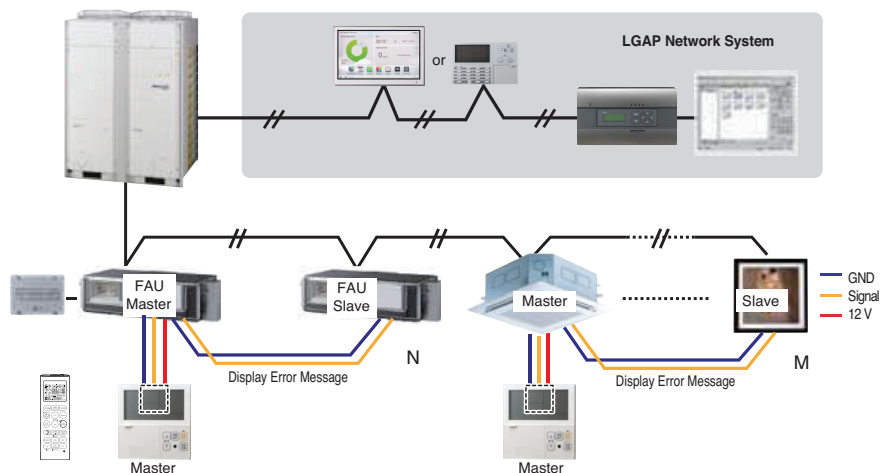 LGAP Network System
or
FAU
Master
FAU
Slave
Master
Slave
GND
Signal
12 V
N
M
Display Error Message
Display Error Message
Master
Master